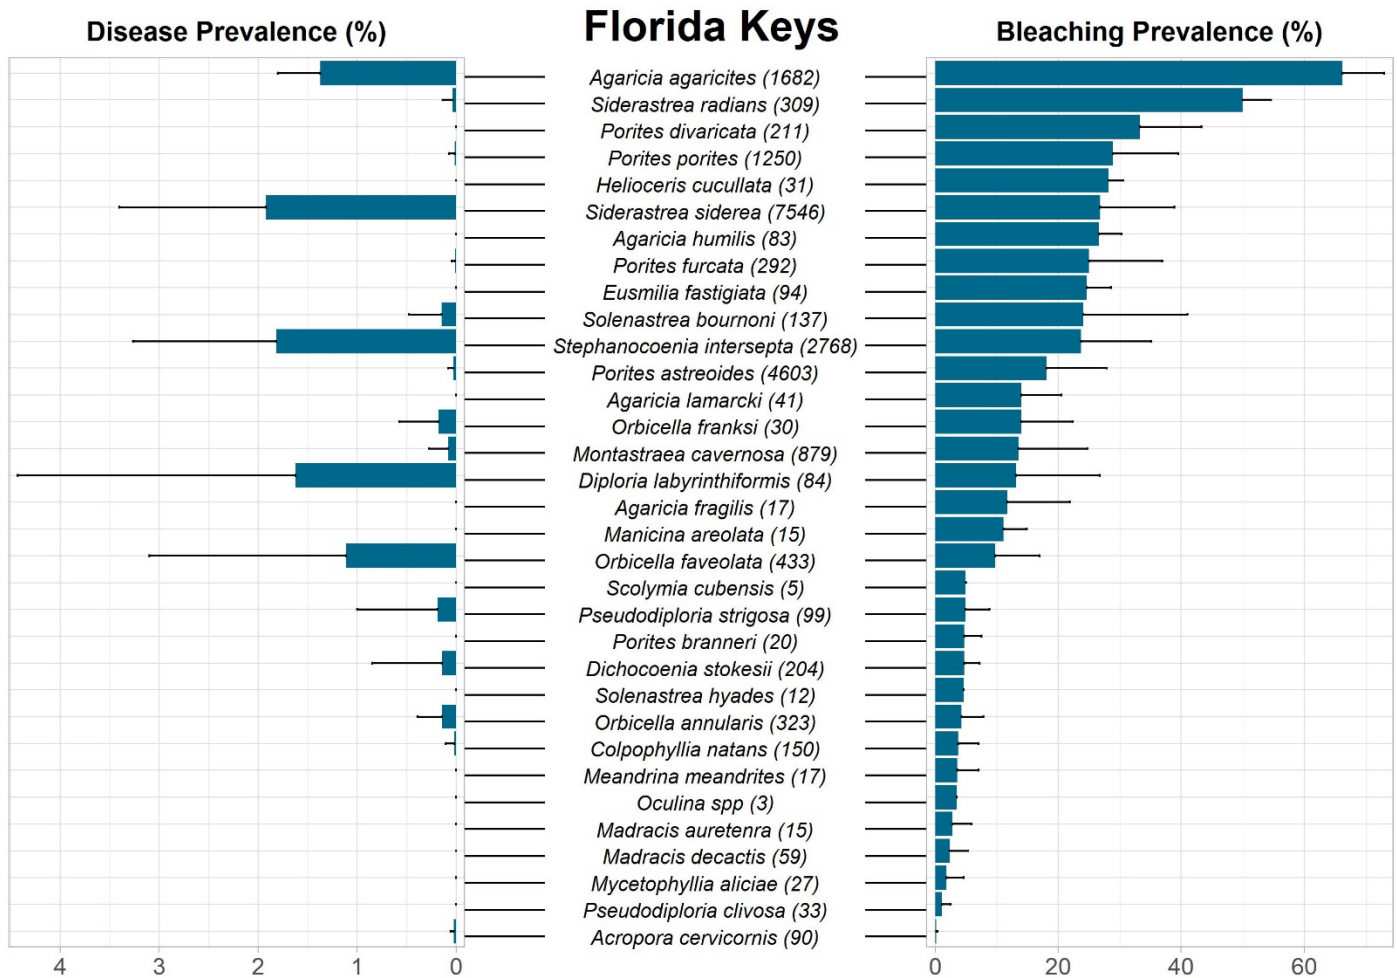 Florida Keys
Disease Prevalence (%)
Bleaching Prevalence (%)
Agaricia agaricites (1682)
Siderastrea radians (309)
Porites divaricata (211)
Porites porites (1250)
Helioceris cucullata (31)
Siderastrea siderea (7546)
Agaricia humilis (83)
Porites furcata (292)
Eusmilia fastigiata (94)
Solenastrea bournoni (137)
Stephanocoenia intersepta (2768)
Porites astreoides (4603)
Agaricia lamarcki (41)
Orbicella franksi (30)
Montastraea cavernosa (879)
Diploria labyrinthiformis (84)
Agaricia fragilis (17)
Manicina areolata (15)
Orbicella faveolata (433)
Scolymia cubensis (5)
Pseudodiploria strigosa (99)
Porites branneri (20)
Dichocoenia stokesii (204)
Solenastrea hyades (12)
Orbicella annularis (323)
Colpophyllia natans (150)
Meandrina meandrites (17)
Oculina spp (3)
Madracis auretenra (15)
Madracis decactis (59)
Mycetophyllia aliciae (27)
Pseudodiploria clivosa (33)
Acropora cervicornis (90)
4 3 2 1 0
0 20 40 60